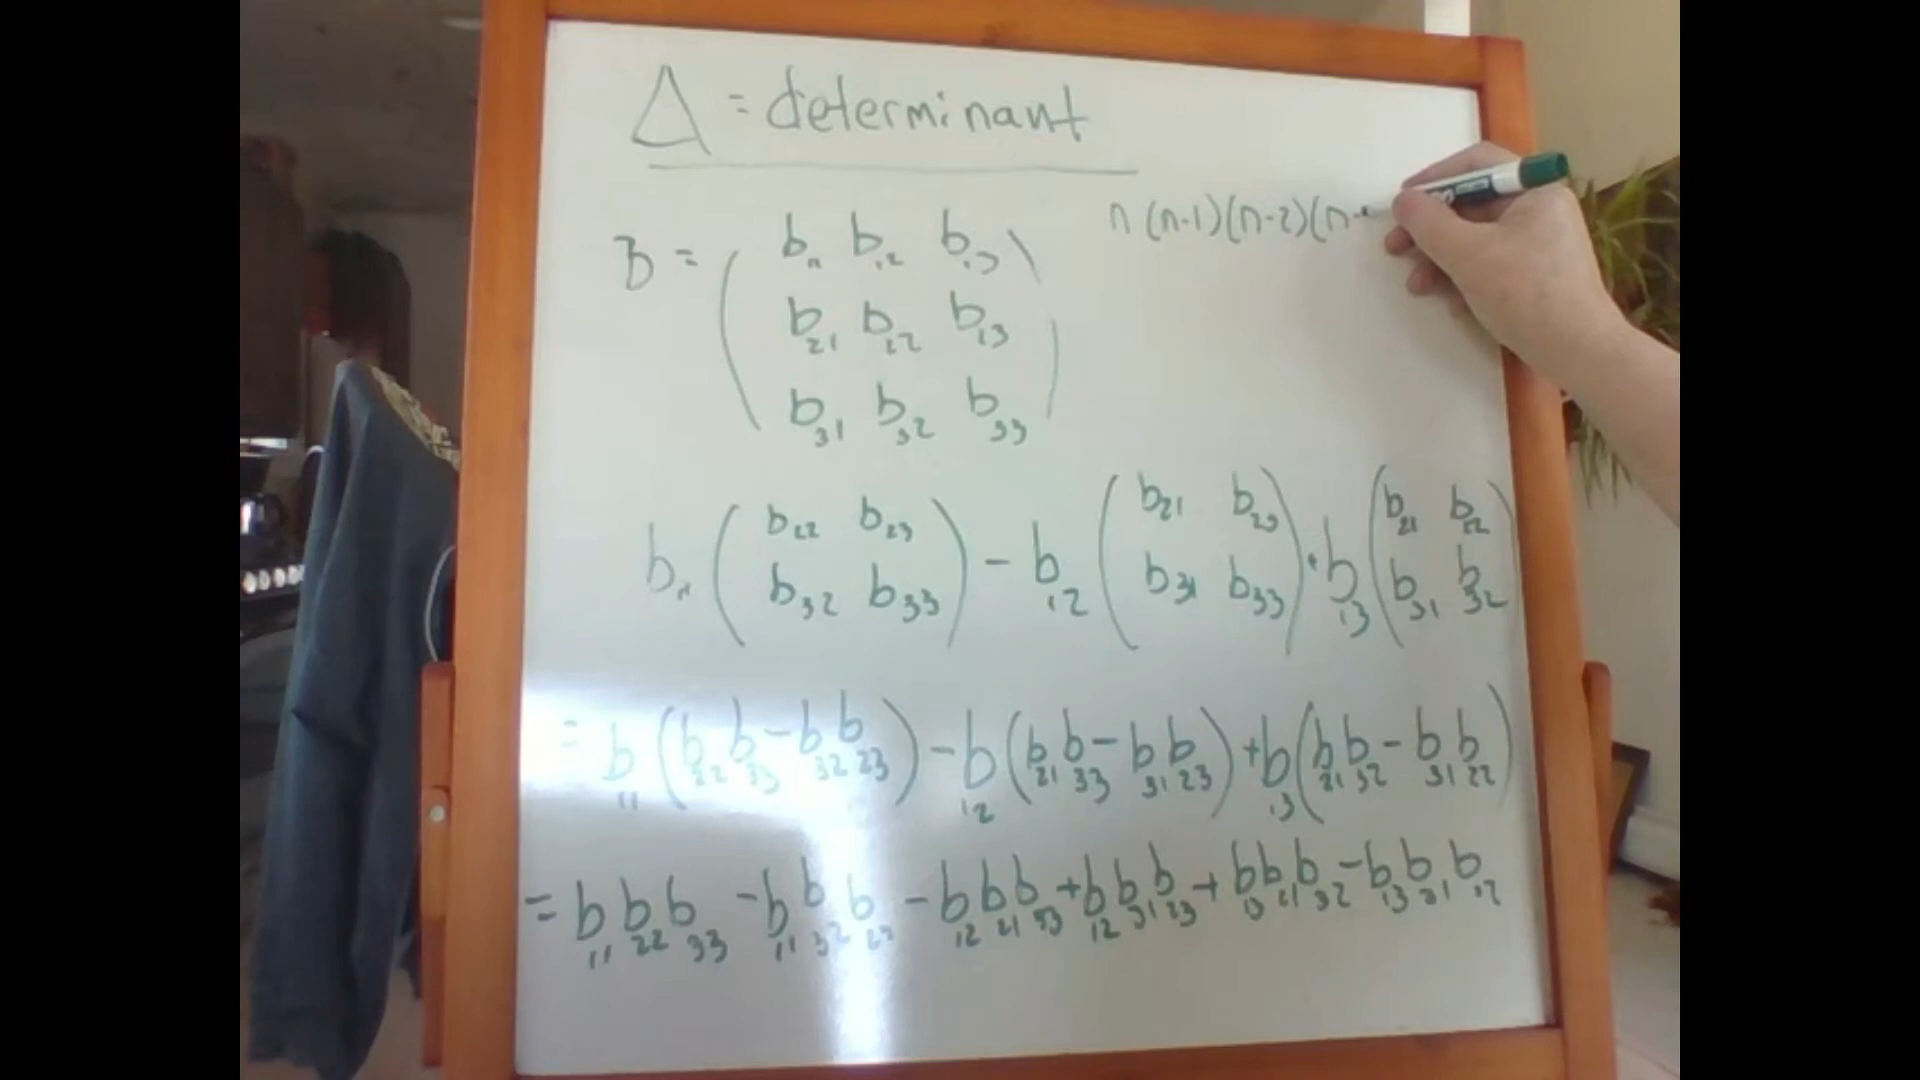 Δ = determinant
n (n-1)(n-2)(n-
B = ( b11 b12 b13 )
b21 b22 b13
b31 b32 b33
b11 ( b22 b23 ) - b12 ( b21 b23 ) + b13 ( b21 b22 )
b32 b33 b31 b33 b31 b32
= b11 (b22 b33 - b32 b23) - b12 (b21 b33 - b31 b23) + b13 (b21 b32 - b31 b22)
= b11 b22 b33 - b11 b32 b23 - b12 b21 b33 + b12 b31 b23 + b13 b21 b32 - b13 b31 b22